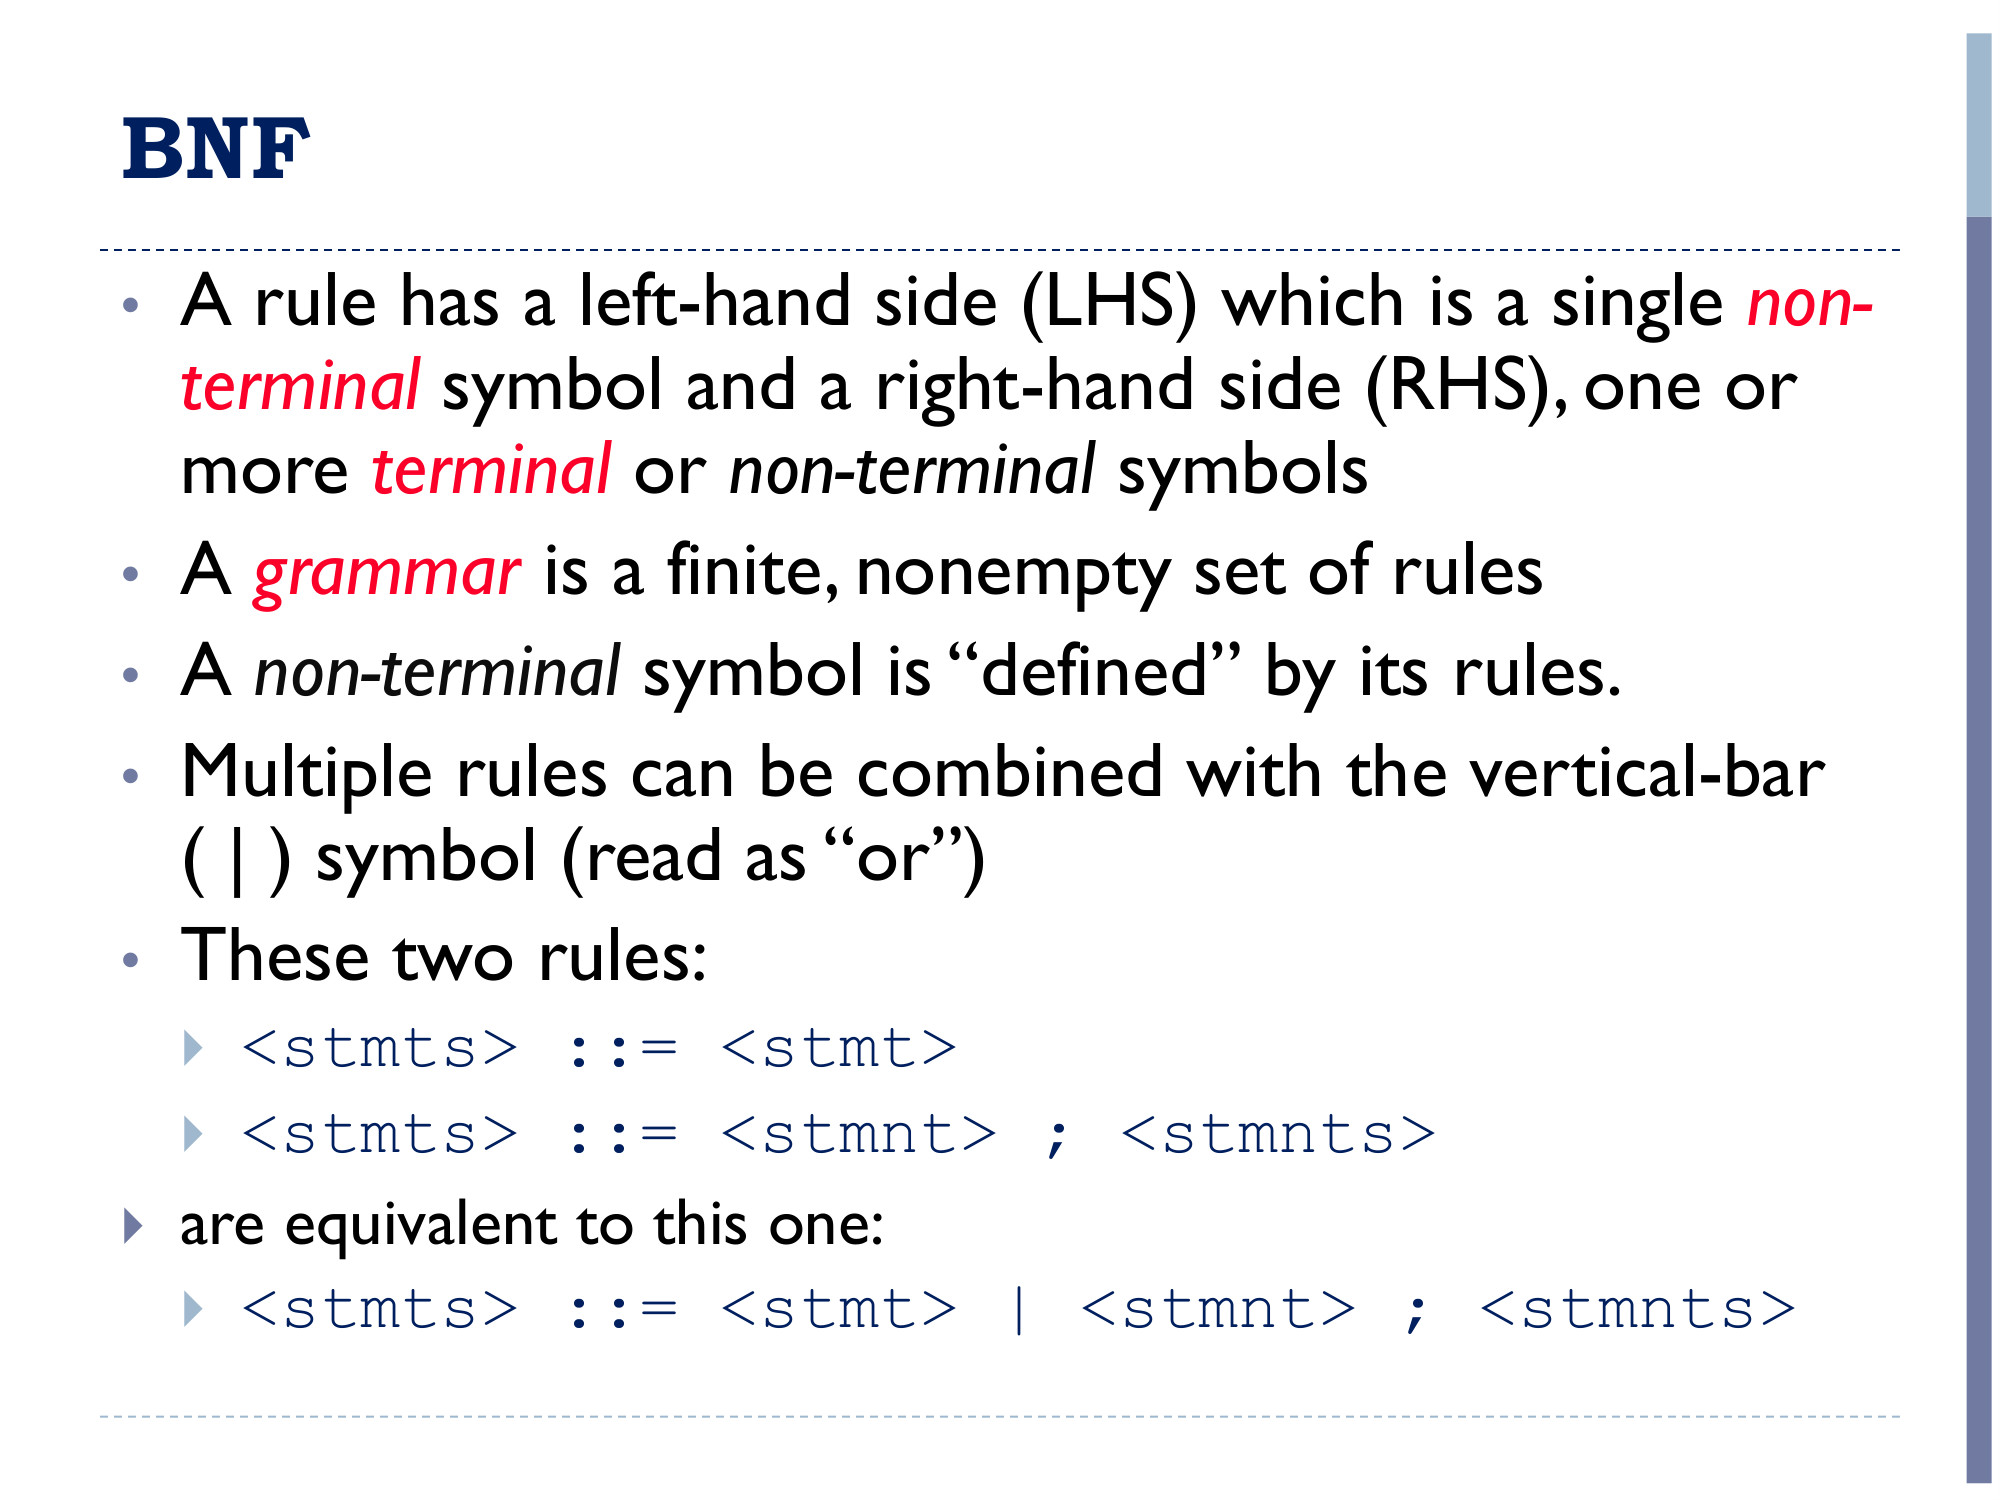 BNF
• A rule has a left-hand side (LHS) which is a single non-
terminal symbol and a right-hand side (RHS), one or
more terminal or non-terminal symbols
• A grammar is a finite, nonempty set of rules
• A non-terminal symbol is “defined” by its rules.
• Multiple rules can be combined with the vertical-bar
( | ) symbol (read as “or”)
• These two rules:
<stmts> ::= <stmt>
<stmts> ::= <stmnt> ; <stmnts>
are equivalent to this one:
<stmts> ::= <stmt> | <stmnt> ; <stmnts>